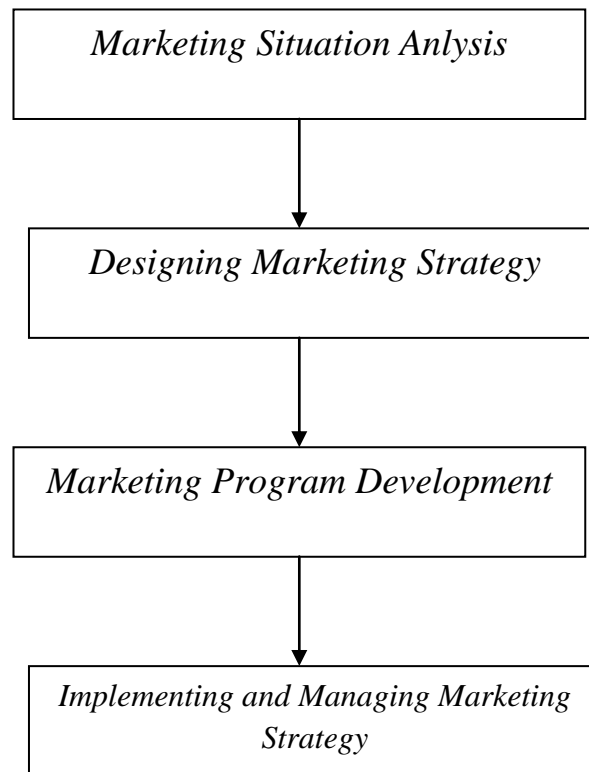 Marketing Situation Anlysis
Designing Marketing Strategy
Marketing Program Development
Implementing and Managing Marketing
Strategy